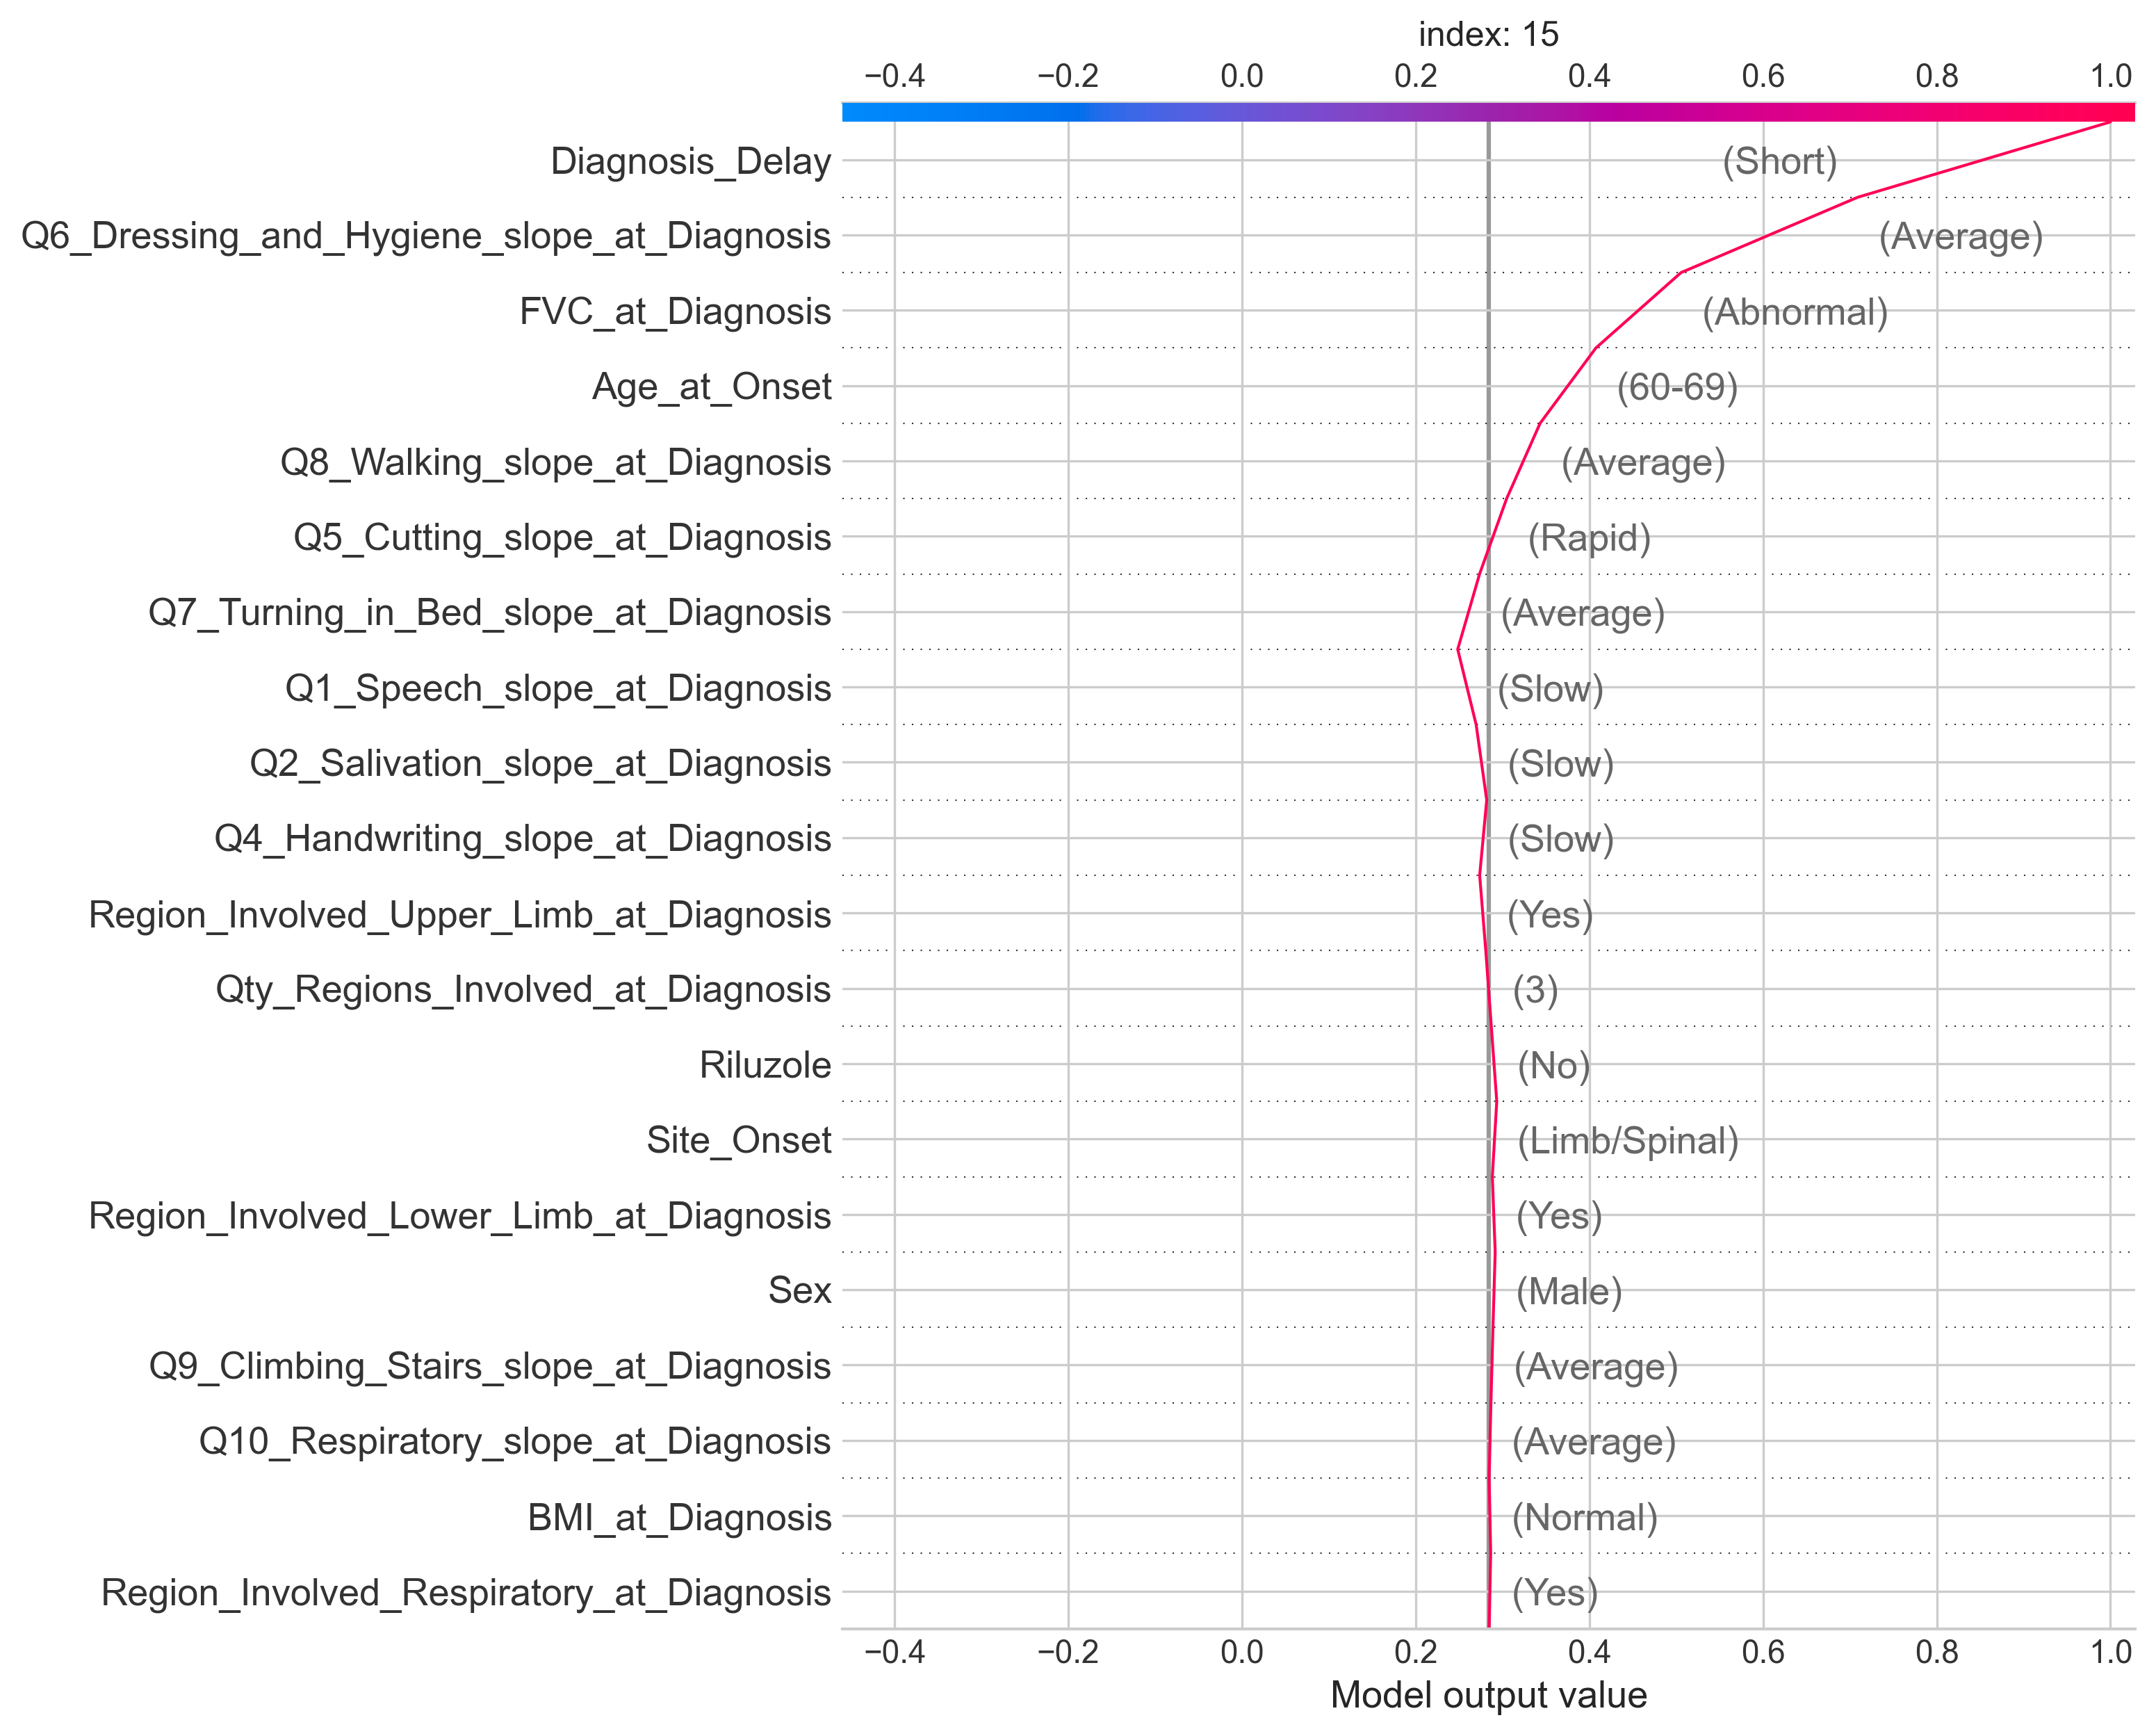 index: 15
−0.4 −0.2 0.0 0.2 0.4 0.6 0.8 1.0
Diagnosis_Delay (Short)
Q6_Dressing_and_Hygiene_slope_at_Diagnosis (Average)
FVC_at_Diagnosis (Abnormal)
Age_at_Onset (60-69)
Q8_Walking_slope_at_Diagnosis (Average)
Q5_Cutting_slope_at_Diagnosis (Rapid)
Q7_Turning_in_Bed_slope_at_Diagnosis (Average)
Q1_Speech_slope_at_Diagnosis (Slow)
Q2_Salivation_slope_at_Diagnosis (Slow)
Q4_Handwriting_slope_at_Diagnosis (Slow)
Region_Involved_Upper_Limb_at_Diagnosis (Yes)
Qty_Regions_Involved_at_Diagnosis (3)
Riluzole (No)
Site_Onset (Limb/Spinal)
Region_Involved_Lower_Limb_at_Diagnosis (Yes)
Sex (Male)
Q9_Climbing_Stairs_slope_at_Diagnosis (Average)
Q10_Respiratory_slope_at_Diagnosis (Average)
BMI_at_Diagnosis (Normal)
Region_Involved_Respiratory_at_Diagnosis (Yes)
−0.4 −0.2 0.0 0.2 0.4 0.6 0.8 1.0
Model output value